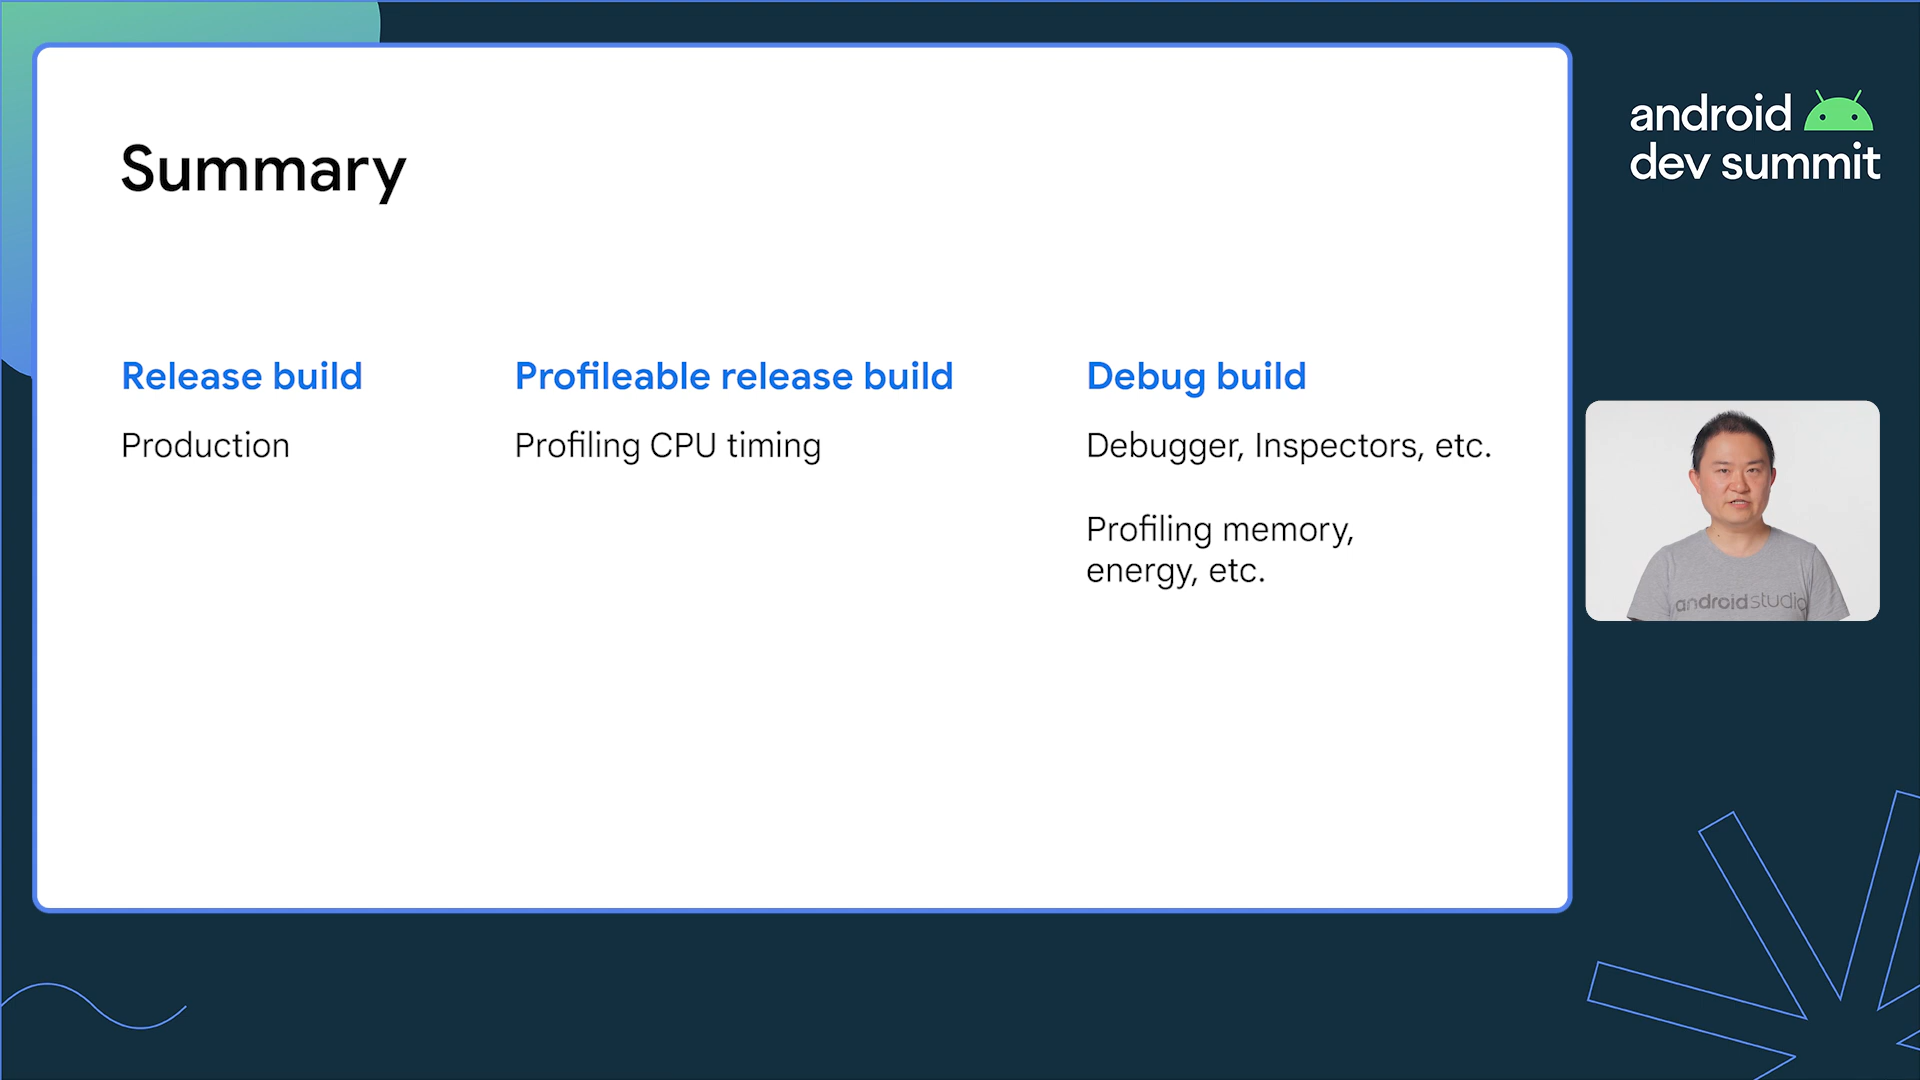 Summary
Release build
Production
Profileable release build
Profiling CPU timing
Debug build
Debugger, Inspectors, etc.
Profiling memory,
energy, etc.
android
dev summit
androidstudio